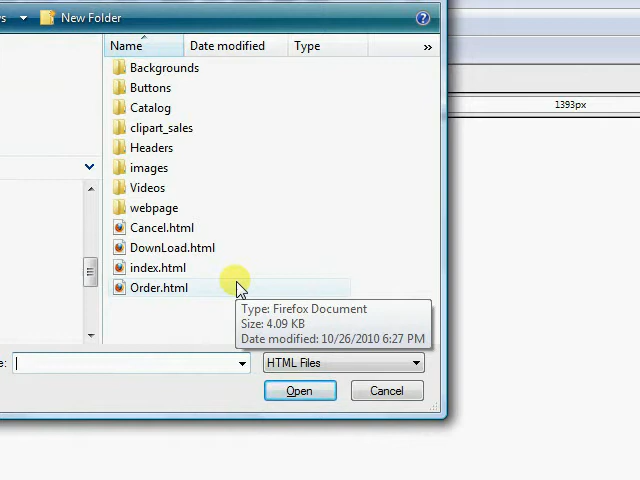 New Folder
Name Date modified Type »
Backgrounds
Buttons
Catalog
clipart_sales
Headers
images
Videos
webpage
Cancel.html
DownLoad.html
index.html
Order.html
Type: Firefox Document
Size: 4.09 KB
Date modified: 10/26/2010 6:27 PM
HTML Files
Open Cancel
1393px